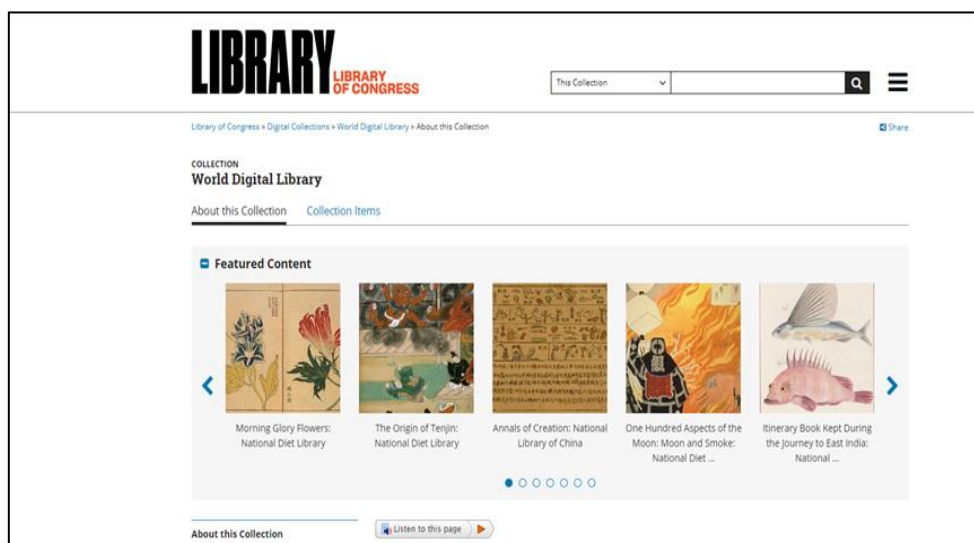 LIBRARY
LIBRARY
OF CONGRESS
This Collection
Library of Congress » Digital Collections » World Digital Library » About this Collection
Share
COLLECTION
World Digital Library
About this Collection
Collection Items
Featured Content
Morning Glory Flowers:
National Diet Library
The Origin of Tenjin:
National Diet Library
Annals of Creation: National
Library of China
One Hundred Aspects of the
Moon: Moon and Smoke:
National Diet ...
Itinerary Book Kept During
the Journey to East India:
National ...
About this Collection
Listen to this page